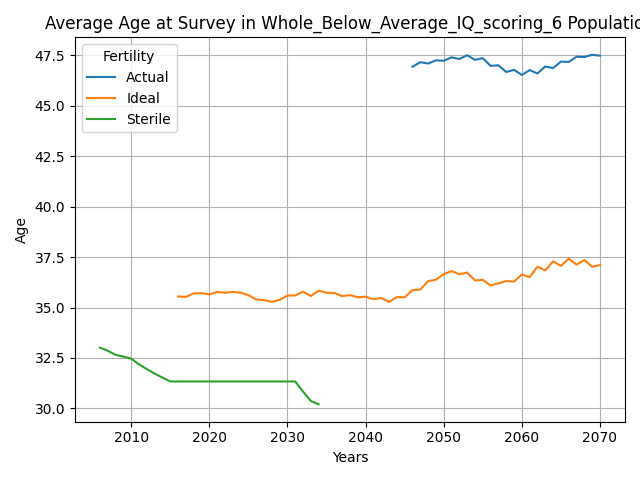 Average Age at Survey in Whole_Below_Average_IQ_scoring_6 Populatio
Fertility
Actual
Ideal
Sterile
47.5
45.0
42.5
40.0
37.5
35.0
32.5
30.0
Age
2010 2020 2030 2040 2050 2060 2070
Years